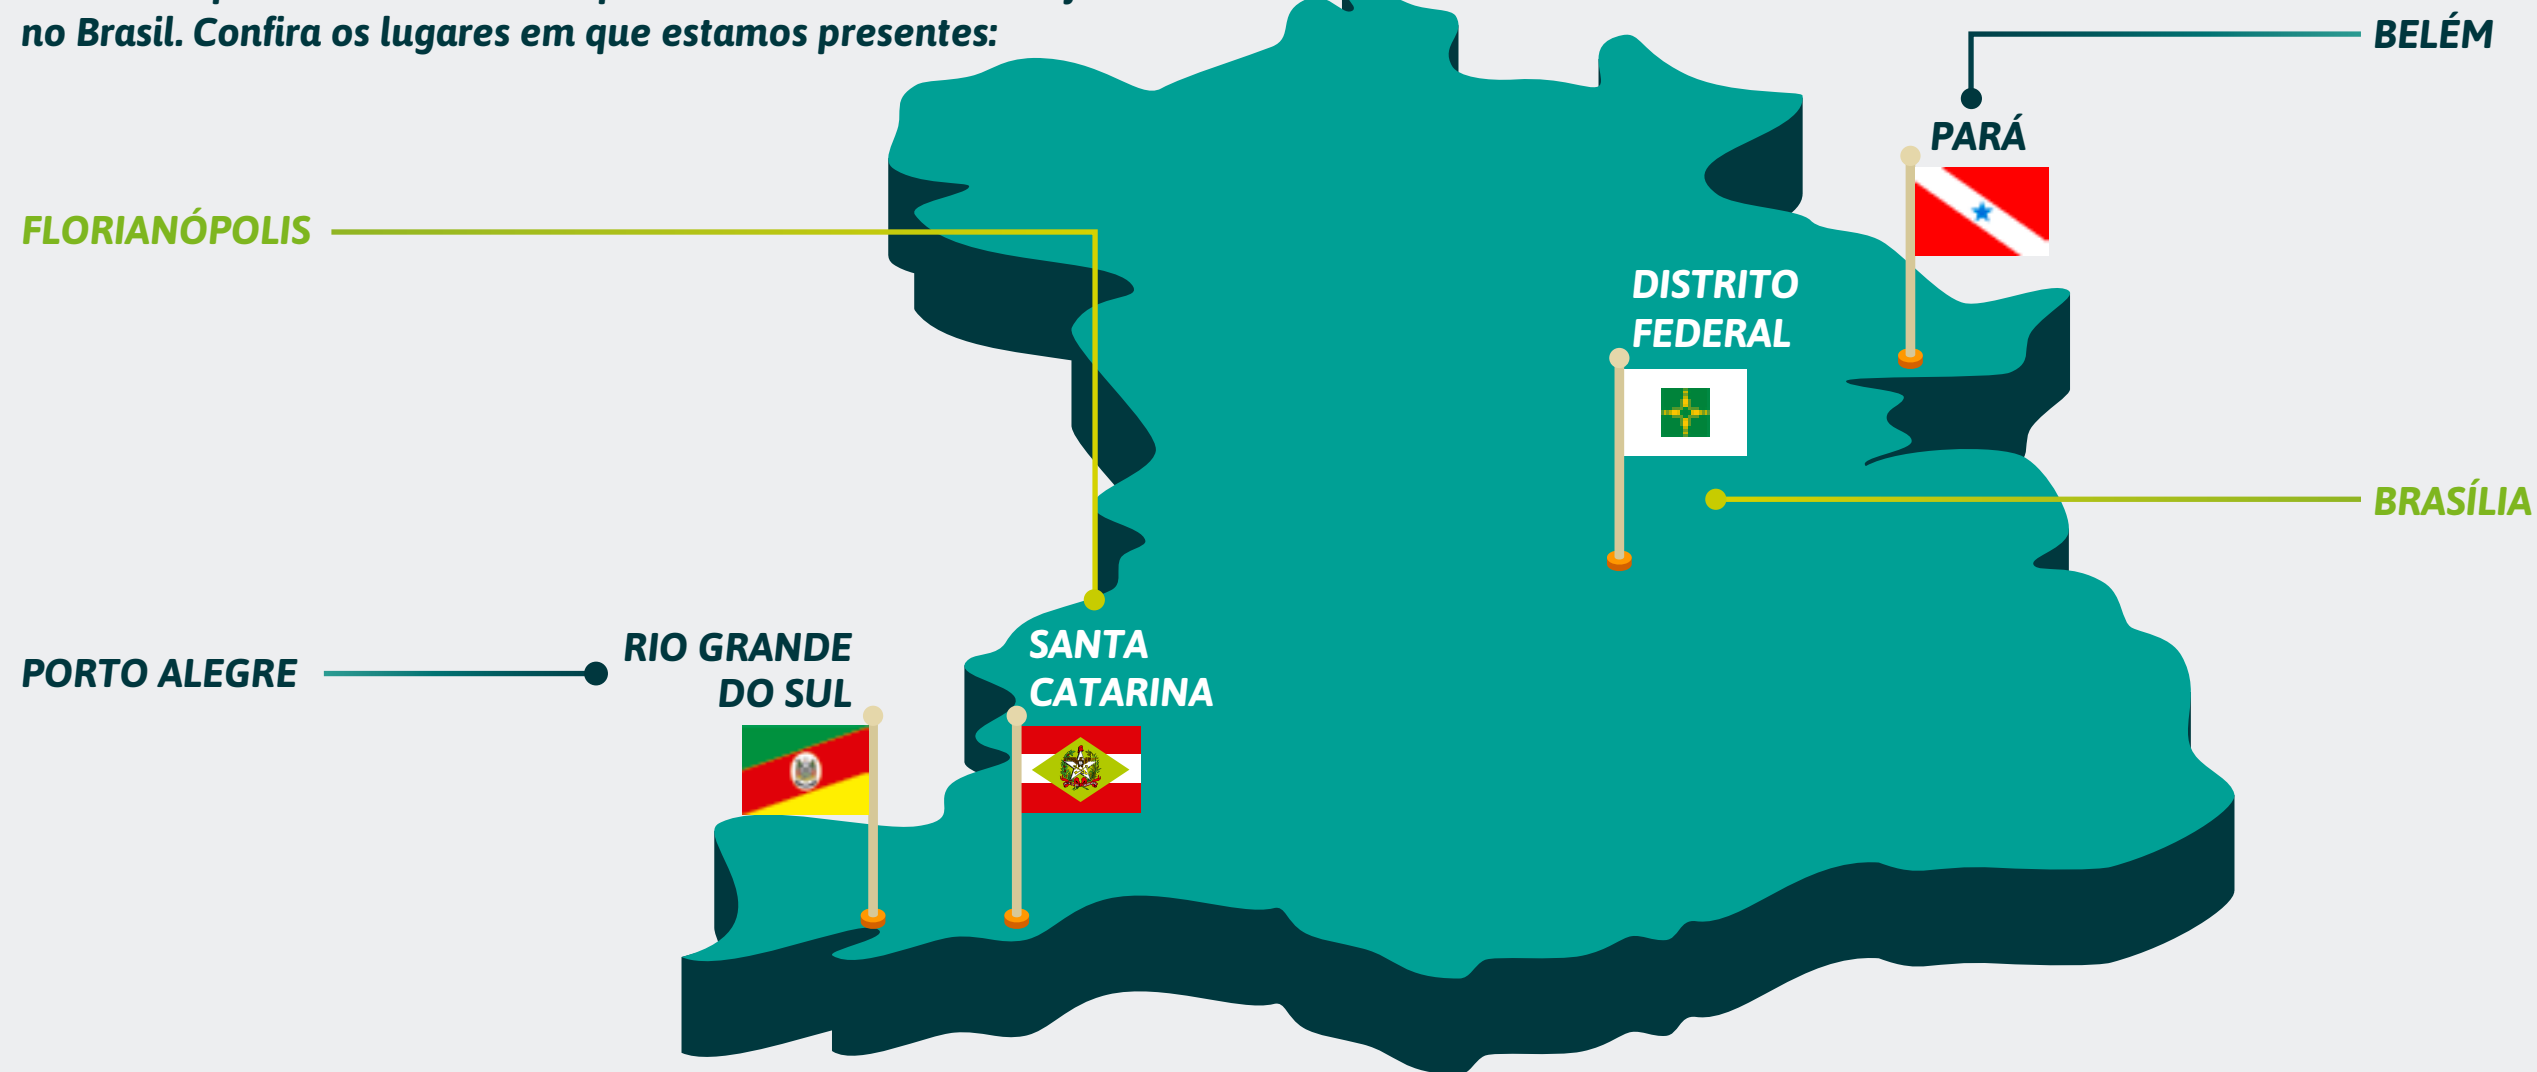 no Brasil. Confira os lugares em que estamos presentes:
BELÉM
PARÁ
FLORIANÓPOLIS
DISTRITO
FEDERAL
BRASÍLIA
PORTO ALEGRE
RIO GRANDE
DO SUL
SANTA
CATARINA